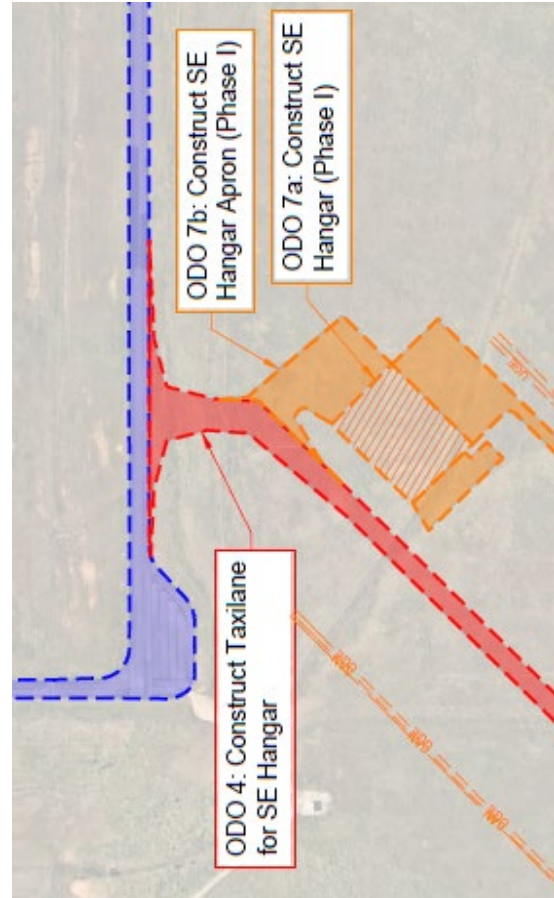 ODO 7b: Construct SE
Hangar Apron (Phase I)
ODO 7a: Construct SE
Hangar (Phase I)
ODO 4: Construct Taxilane
for SE Hangar
UGE